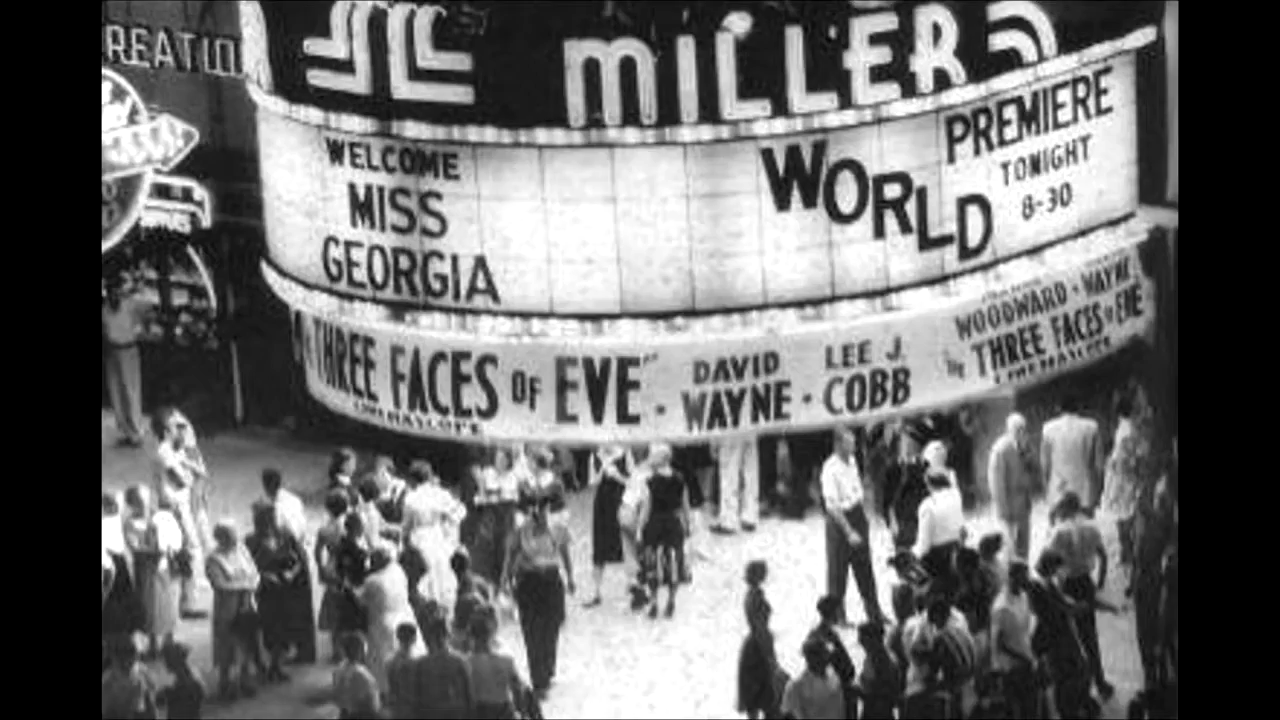 MILLER
WELCOME
MISS
GEORGIA
WORLD
PREMIERE
TONIGHT
8-30
THREE FACES OF EVE"
DAVID
WAYNE •
LEE J.
COBB
WOODWARD • WAYNE
THREE FACES OF EVE